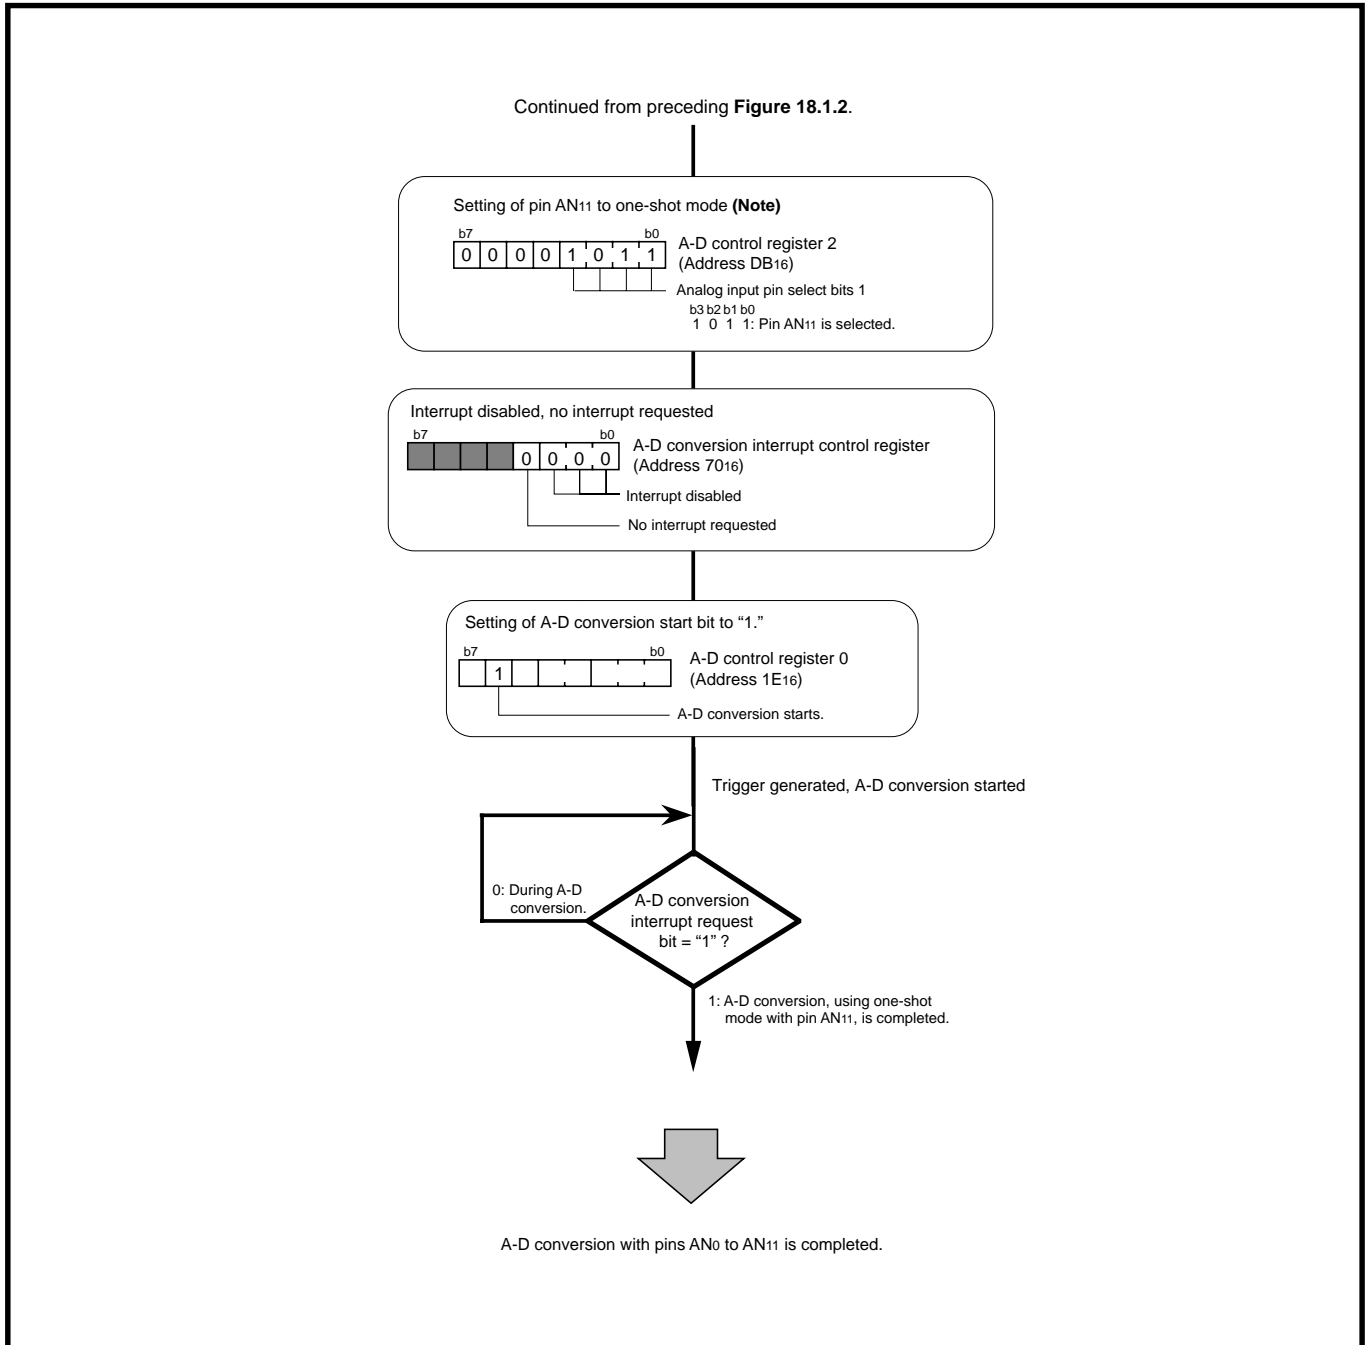 Continued from preceding Figure 18.1.2.
Setting of pin AN11 to one-shot mode (Note)
b7 b0
0 0 0 0 1 0 1 1
A-D control register 2
(Address DB16)
Analog input pin select bits 1
b3 b2 b1 b0
1 0 1 1: Pin AN11 is selected.
Interrupt disabled, no interrupt requested
b7 b0
0 0 0 0
A-D conversion interrupt control register
(Address 7016)
Interrupt disabled
No interrupt requested
Setting of A-D conversion start bit to “1.”
b7 b0
1
A-D control register 0
(Address 1E16)
A-D conversion starts.
Trigger generated, A-D conversion started
0: During A-D
conversion.
A-D conversion
interrupt request
bit = “1” ?
1: A-D conversion, using one-shot
mode with pin AN11, is completed.
A-D conversion with pins AN0 to AN11 is completed.